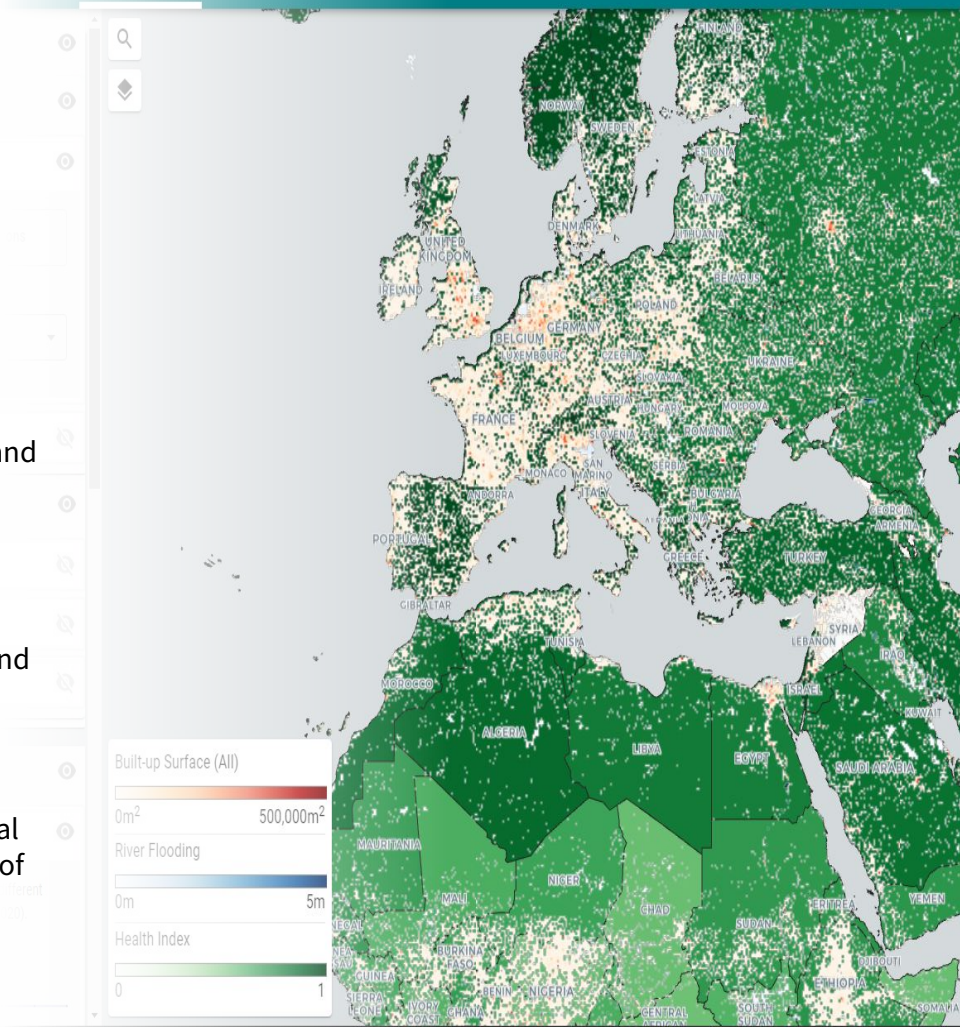 FINLAND
NORWAY
SWEDEN
ESTONIA
LATVIA
DENMARK
LITHUANIA
UNITED
KINGDOM
BELARUS
IRELAND
POLAND
GERMANY
BELGIUM
LUXEMBOURG
CZECHIA
UKRAINE
SLOVAKIA
AUSTRIA
HUNGARY
MOLDOVA
FRANCE
SLOVENIA
ROMANIA
and
SAN
MARINO
MONACO
SERBIA
ANDORRA
ITALY
BULGARIA
GEORGIA
ARMENIA
PORTUGAL
GREECE
TURKEY
GIBRALTAR
SYRIA
LEBANON
TUNISIA
IRAQ
nd
MOROCCO
ISRAEL
KUWAIT
ALGERIA
LIBYA
EGYPT
SAUDI ARABIA
Built-up Surface (All)
0m²
500,000m²
al
of
River Flooding
0m
5m
Health Index
0
1
MAURITANIA
MALI
NIGER
CHAD
SUDAN
ERITREA
YEMEN
NEGAL
BURKINA
FASO
GUINEA
DJIBOUTI
BENIN
NIGERIA
ETHIOPIA
SIERRA
LEONE
IVORY
COAST
GHANA
CENTRAL
AFRICAN
SOUTH
SUDAN
SOMALIA